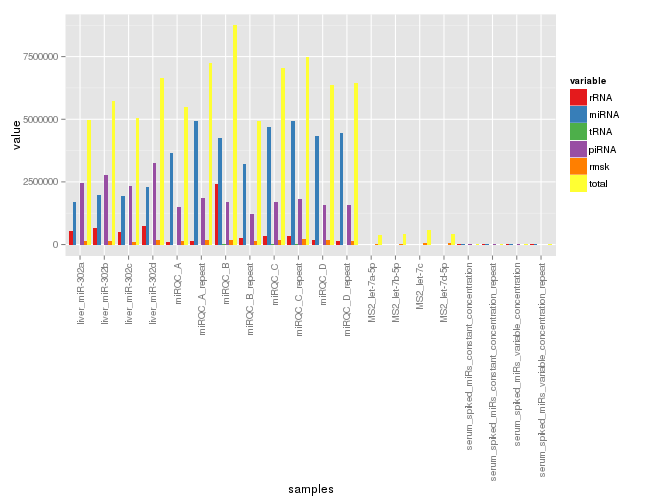 value
7500000
5000000
2500000
0
liver_miR-302a
liver_miR-302b
liver_miR-302c
liver_miR-302d
miRQC_A
miRQC_A_repeat
miRQC_B
miRQC_B_repeat
miRQC_C
miRQC_C_repeat
miRQC_D
miRQC_D_repeat
MS2_let-7a-5p
MS2_let-7b-5p
MS2_let-7c
MS2_let-7d-5p
serum_spiked_miRs_constant_concentration
serum_spiked_miRs_constant_concentration_repeat
serum_spiked_miRs_variable_concentration
serum_spiked_miRs_variable_concentration_repeat
samples
variable
rRNA
miRNA
tRNA
piRNA
rmsk
total